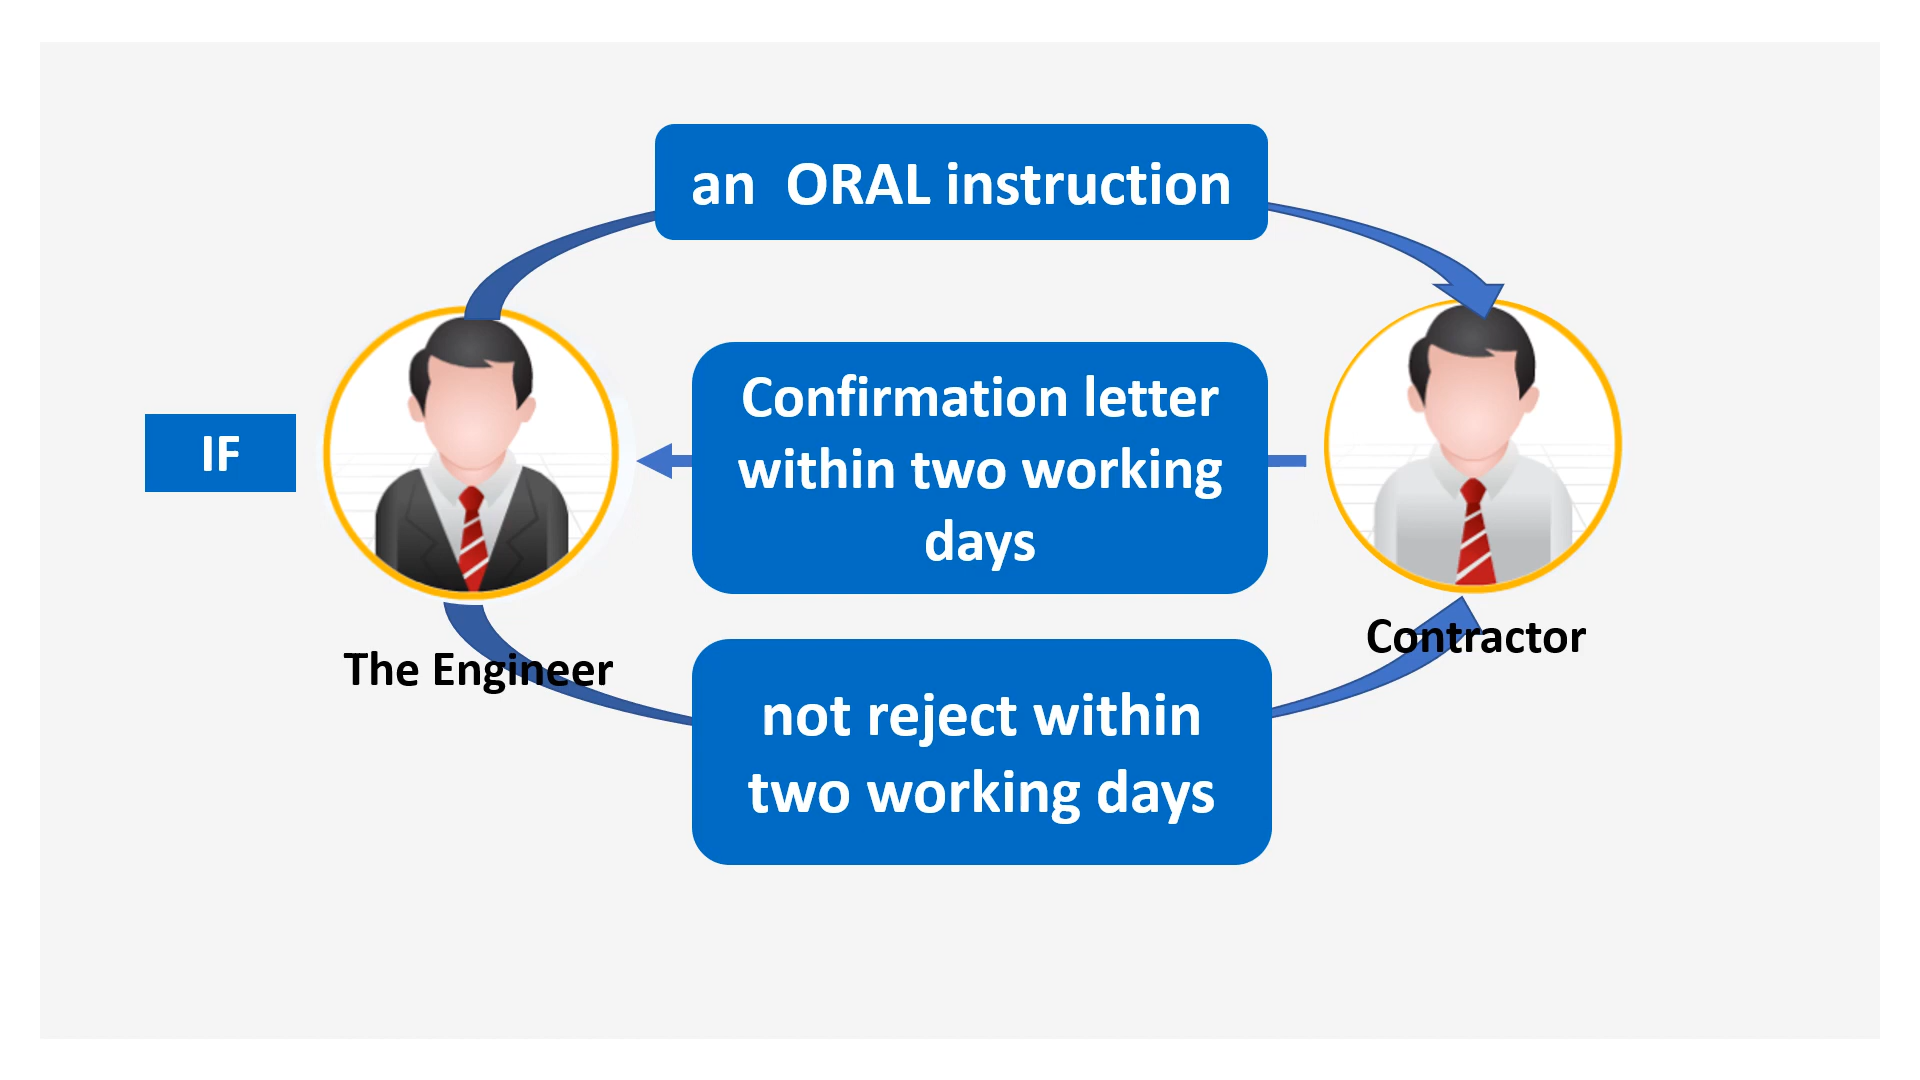 an ORAL instruction
IF
Confirmation letter
within two working
days
The Engineer
Contractor
not reject within
two working days